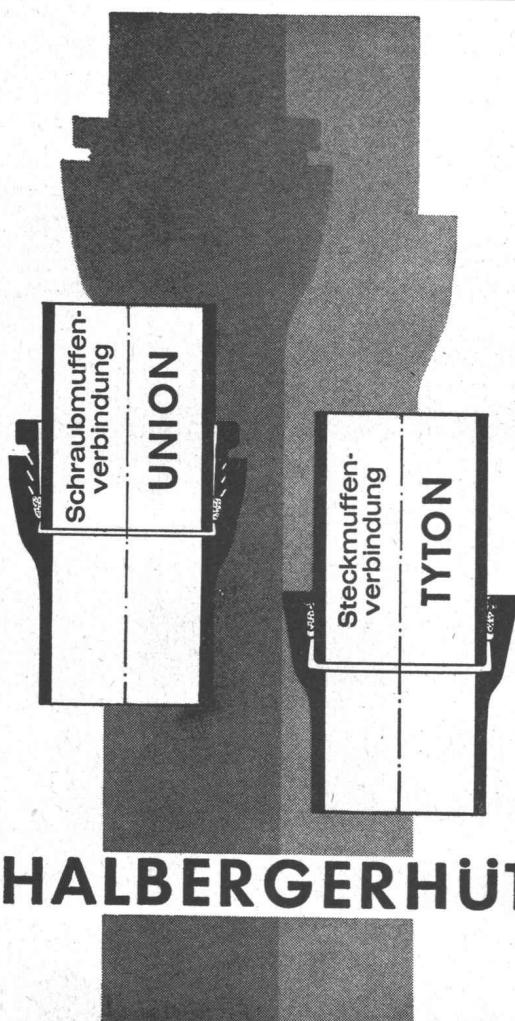 Schraubmuffen-
verbindung
UNION
Steckmuffen-
verbindung
TYTON
HALBERGERHÜT